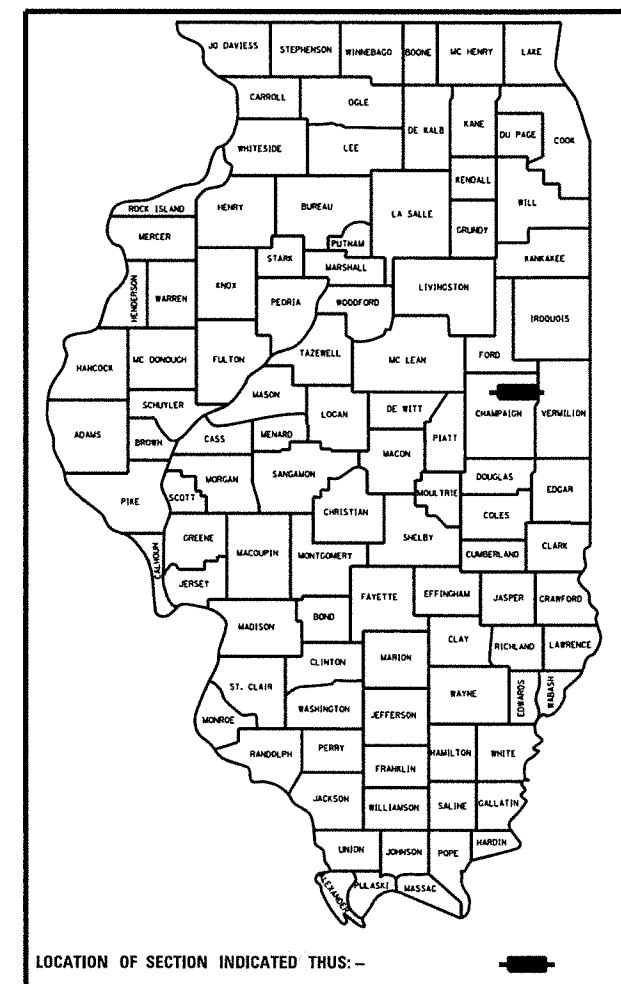 JO DAVIESS STEPHENSON WINNEBAGO BOONE MC HENRY LAKE
CARROLL OGLE DE KALB KANE DU PAGE COOK
WHITESIDE LEE
KENDALL WILL
ROCK ISLAND HENRY BUREAU LA SALLE GRUNDY
MERCER PUTNAM
STARK MARSHALL KANKAKEE
HENDERSON WARREN KNOX PEORIA WOODFORD LIVINGSTON IROQUOIS
HANCOCK MC DONOUGH FULTON TAZEWELL MC LEAN FORD
SCHUYLER MASON LOGAN DE WITT CHAMPAIGN VERMILION
ADAMS BROWN CASS MENARD MACON PIATT
PIKE SCOTT MORGAN SANGAMON MOULTRIE DOUGLAS EDGAR
CHRISTIAN COLES
CALHOUN GREENE MACOUPIN MONTGOMERY SHELBY CUMBERLAND CLARK
JERSEY FAYETTE EFFINGHAM JASPER CRAWFORD
MADISON BOND
CLAY RICHLAND LAWRENCE
CLINTON MARION
ST. CLAIR WAYNE EDWARDS WABASH
MONROE WASHINGTON JEFFERSON
RANDOLPH PERRY HAMILTON WHITE
FRANKLIN
JACKSON WILLIAMSON SALINE GALLATIN
UNION JOHNSON POPE HARDIN
ALEXANDER PULASKI MASSAC
LOCATION OF SECTION INDICATED THUS: -